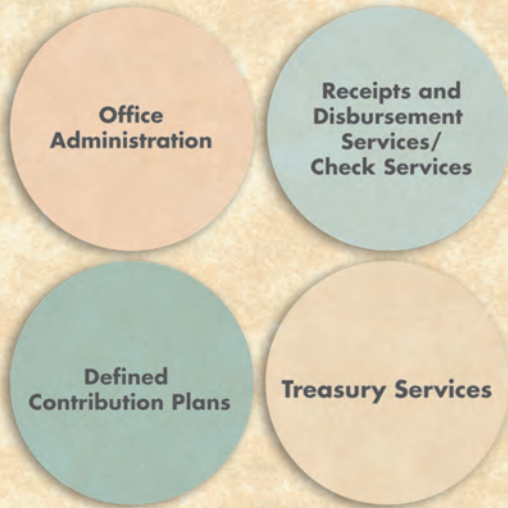 Office
Administration
Receipts and
Disbursement
Services/
Check Services
Defined
Contribution Plans
Treasury Services